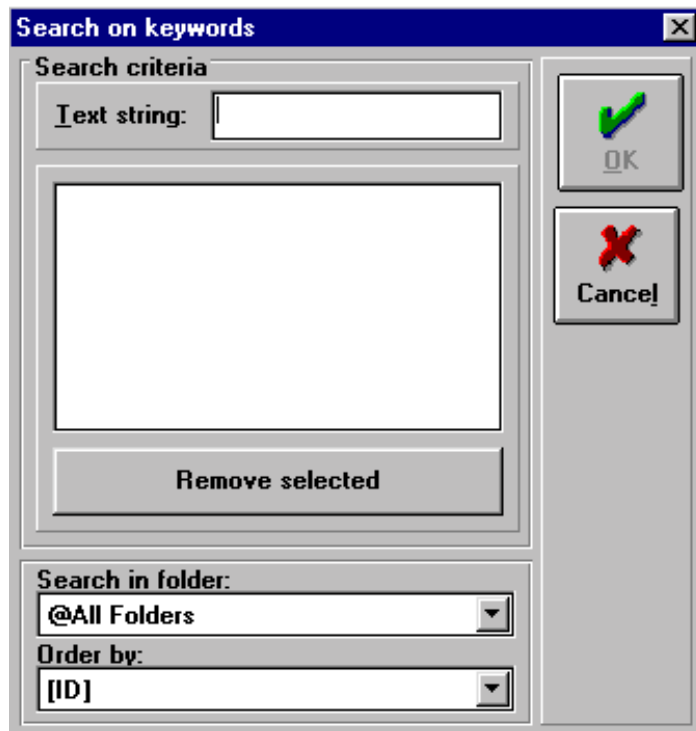 Search on keywords
Search criteria
Text string:
OK
Cancel
Remove selected
Search in folder:
@All Folders
Order by:
[ID]